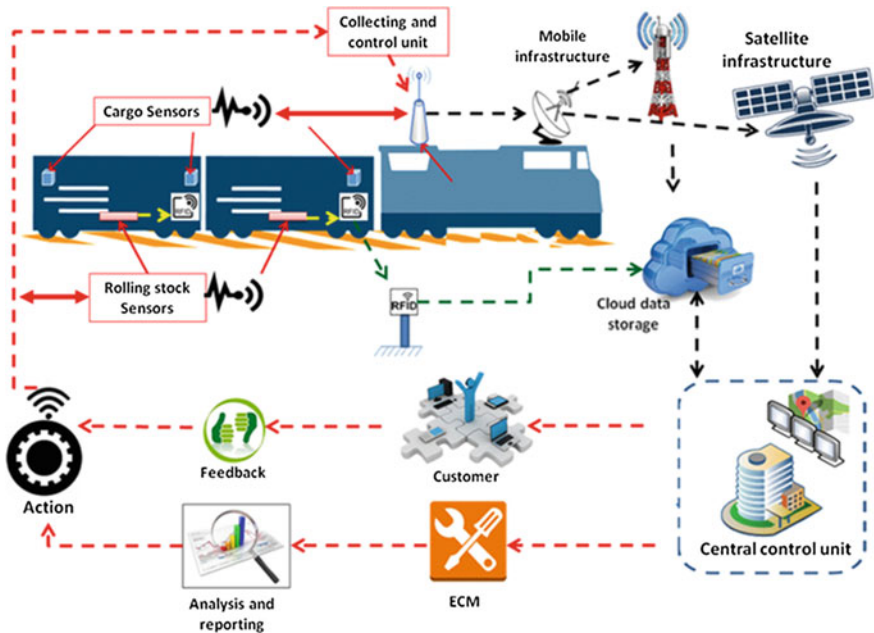 Collecting and
control unit
Mobile
infrastructure
Satellite
infrastructure
Cargo Sensors
RFID
RFID
Rolling stock
Sensors
RFID
Cloud data
storage
Feedback
Customer
Action
Central control unit
Analysis and
reporting
ECM